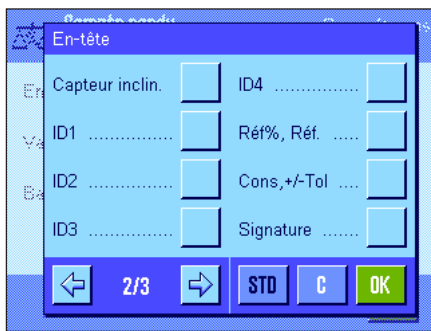 En-tête
Capteur inclin.
ID4 ................
ID1 ................
Réf%, Réf. .....
ID2 ................
Cons,+/-Tol ....
ID3 ................
Signature .......
2/3
STD
C
OK